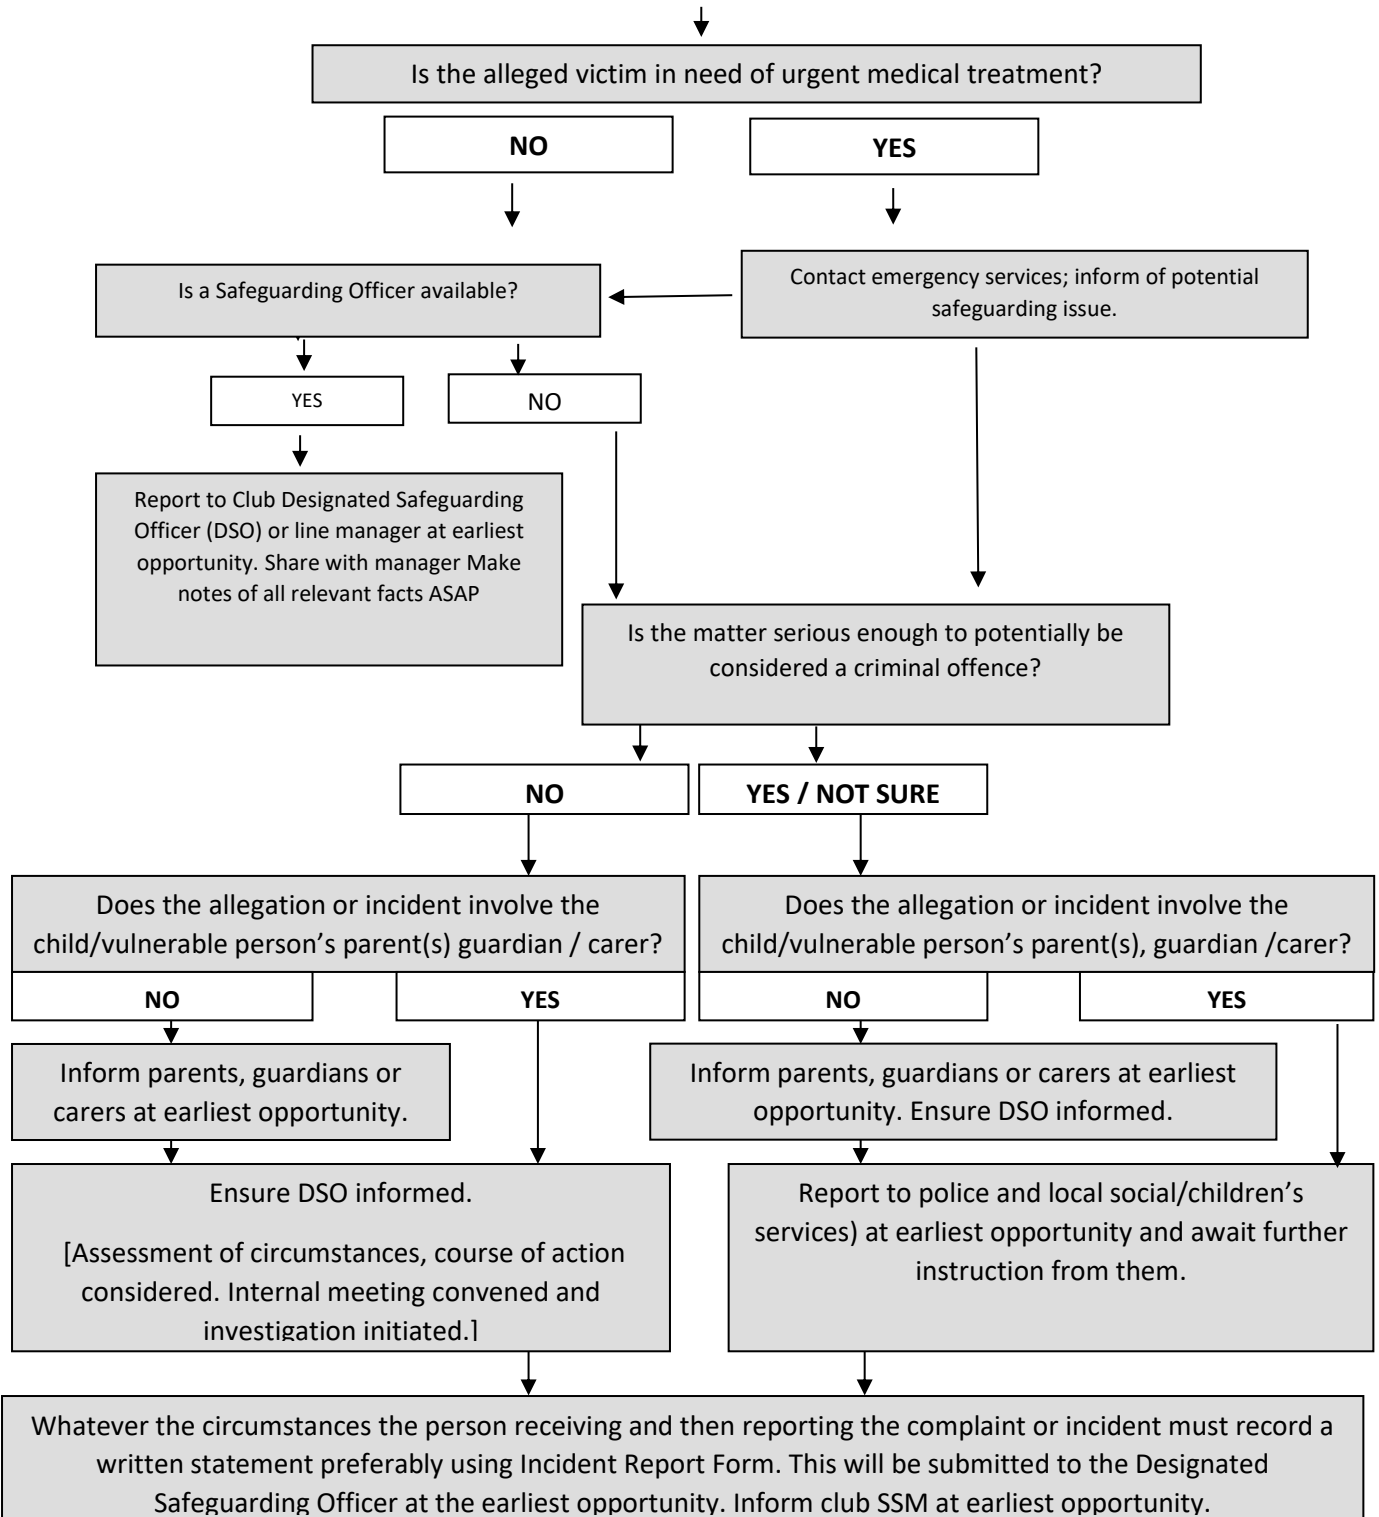 Is the alleged victim in need of urgent medical treatment?
NO
YES
Is a Safeguarding Officer available?
Contact emergency services; inform of potential
safeguarding issue.
YES
NO
Report to Club Designated Safeguarding
Officer (DSO) or line manager at earliest
opportunity. Share with manager Make
notes of all relevant facts ASAP
Is the matter serious enough to potentially be
considered a criminal offence?
NO
YES / NOT SURE
Does the allegation or incident involve the
child/vulnerable person’s parent(s) guardian / carer?
Does the allegation or incident involve the
child/vulnerable person’s parent(s), guardian /carer?
NO
YES
NO
YES
Inform parents, guardians or
carers at earliest opportunity.
Inform parents, guardians or carers at earliest
opportunity. Ensure DSO informed.
Ensure DSO informed.
[Assessment of circumstances, course of action
considered. Internal meeting convened and
investigation initiated.]
Report to police and local social/children’s
services) at earliest opportunity and await further
instruction from them.
Whatever the circumstances the person receiving and then reporting the complaint or incident must record a
written statement preferably using Incident Report Form. This will be submitted to the Designated
Safeguarding Officer at the earliest opportunity. Inform club SSM at earliest opportunity.